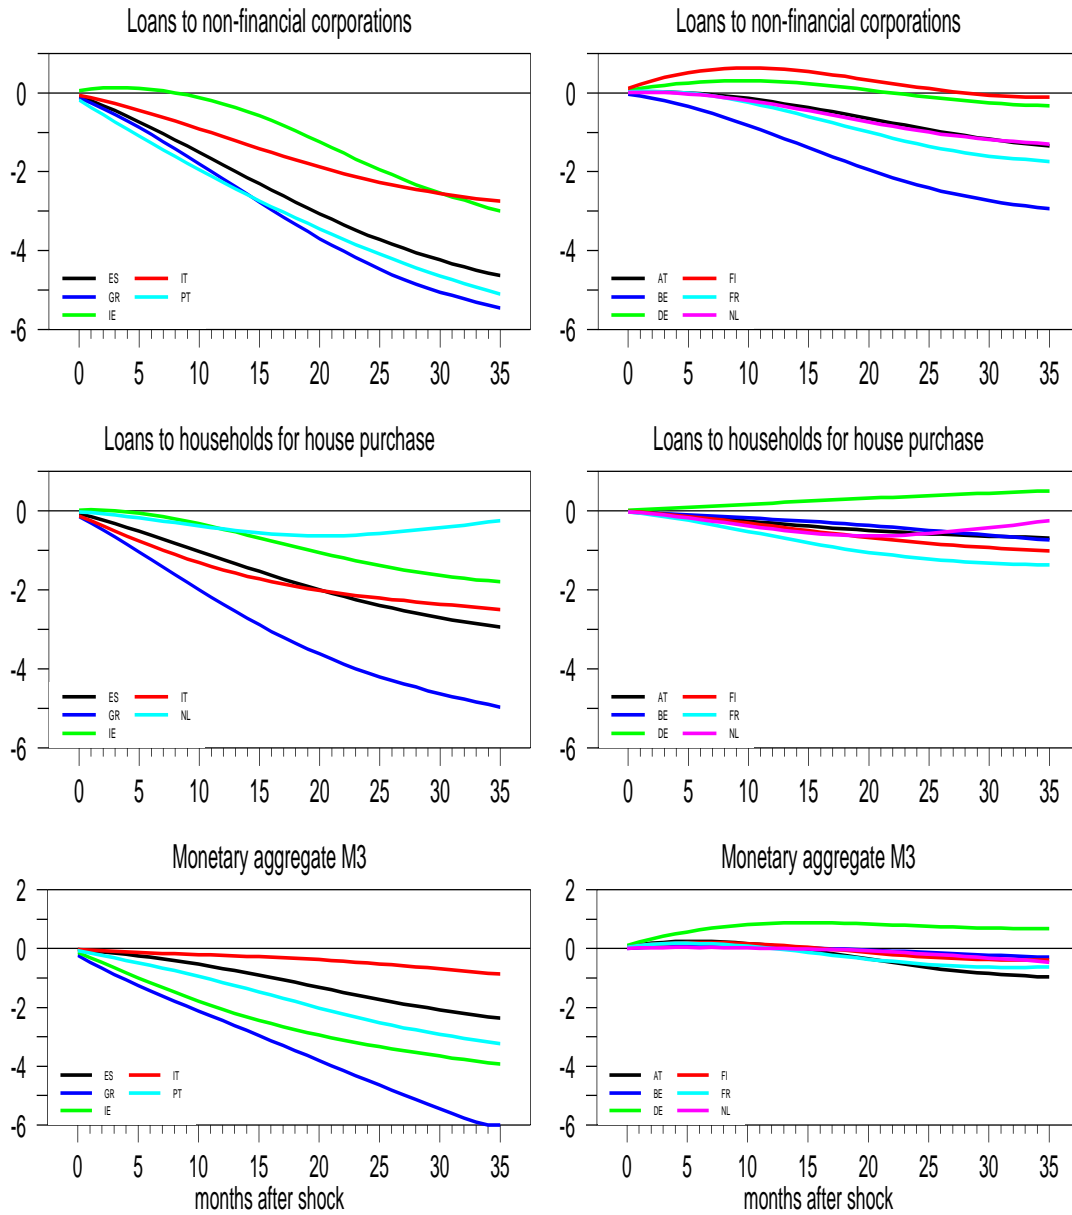 Loans to non-financial corporations
0
-2
-4
-6
ES IT
GR PT
IE
0 5 10 15 20 25 30 35
Loans to non-financial corporations
0
-2
-4
-6
AT FI
BE FR
DE NL
0 5 10 15 20 25 30 35
Loans to households for house purchase
0
-2
-4
-6
ES IT
GR NL
IE
0 5 10 15 20 25 30 35
Loans to households for house purchase
0
-2
-4
-6
AT FI
BE FR
DE NL
0 5 10 15 20 25 30 35
Monetary aggregate M3
2
0
-2
-4
-6
ES IT
GR PT
IE
0 5 10 15 20 25 30 35
months after shock
Monetary aggregate M3
2
0
-2
-4
-6
AT FI
BE FR
DE NL
0 5 10 15 20 25 30 35
months after shock